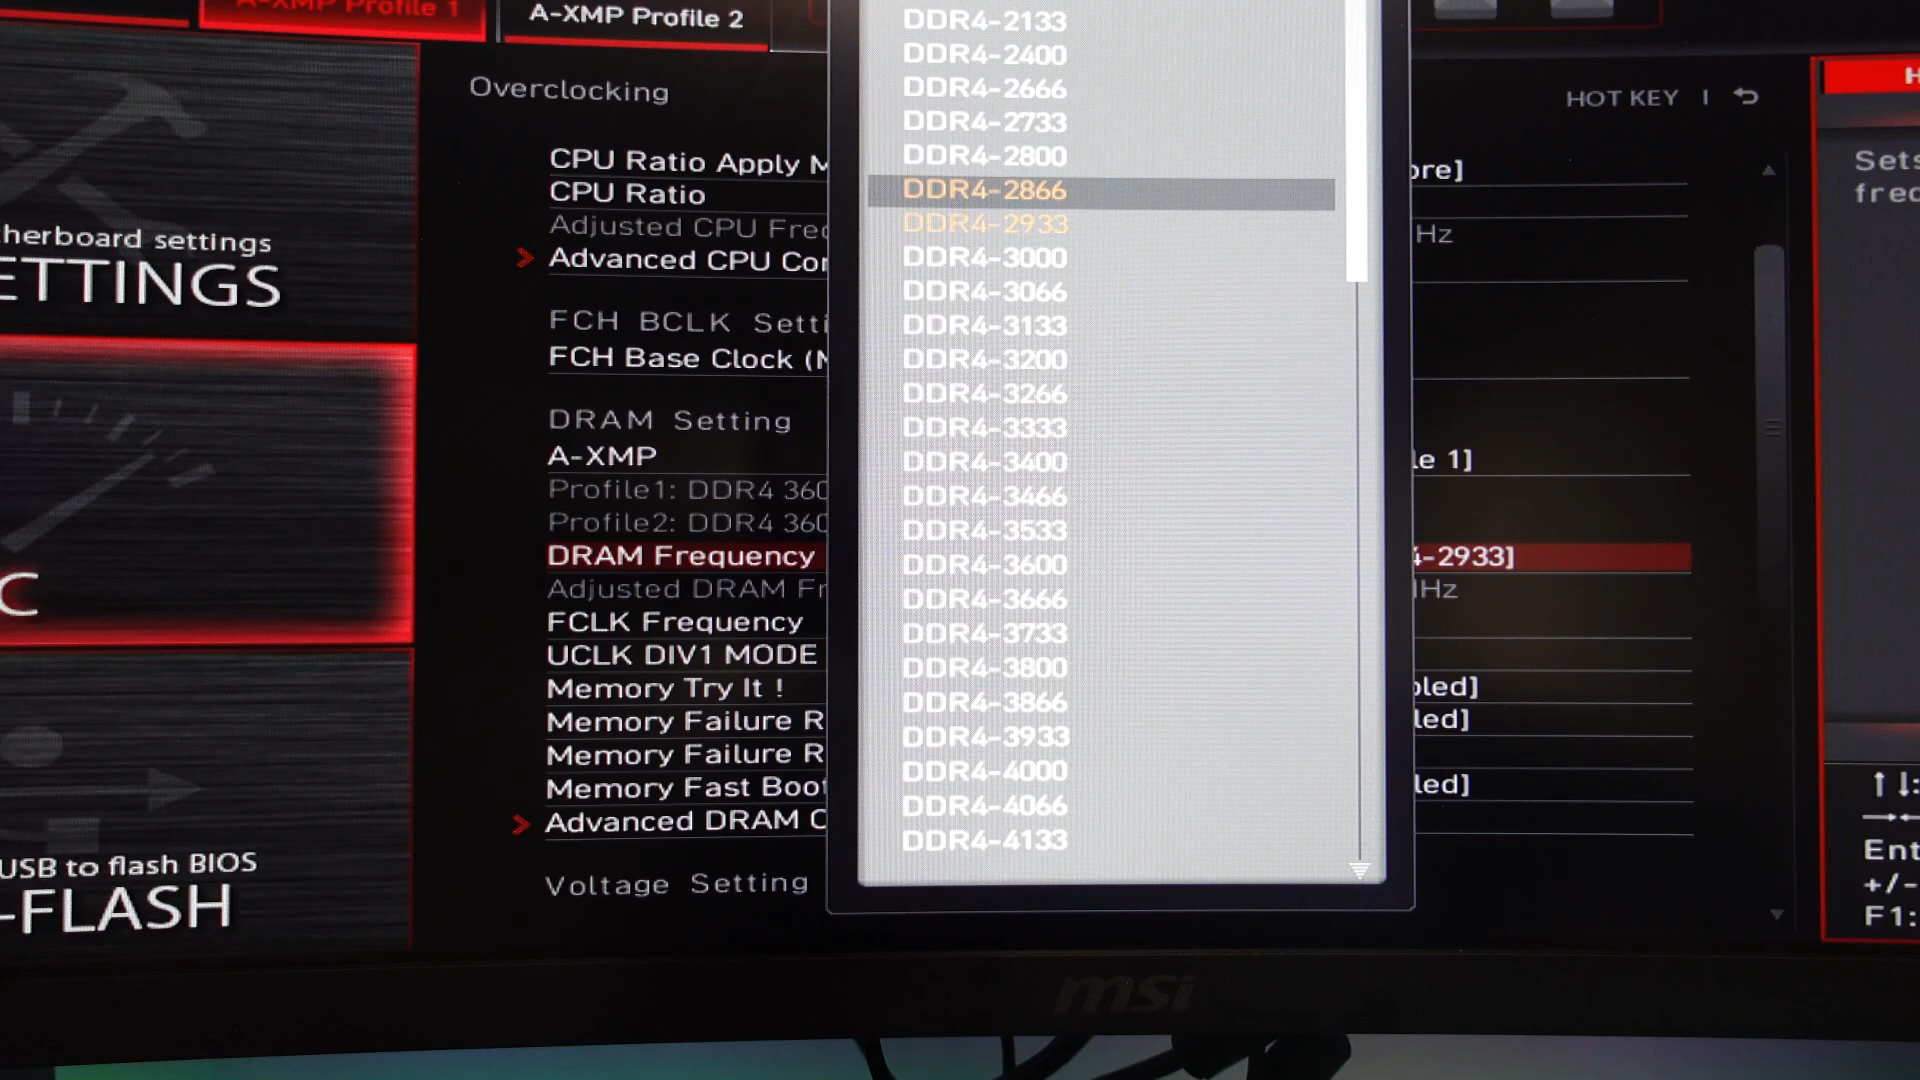 A-XMP Profile 1
A-XMP Profile 2
herboard settings
ETTINGS
C
USB to flash BIOS
-FLASH
Overclocking
HOT KEY |
CPU Ratio Apply M
ore]
CPU Ratio
Adjusted CPU Fre
Hz
Advanced CPU Co
FCH BCLK Setti
FCH Base Clock (M
DRAM Setting
A-XMP
le 1]
Profile1: DDR4 360
Profile2: DDR4 360
DRAM Frequency
4-2933]
Adjusted DRAM Fr
Hz
FCLK Frequency
UCLK DIV1 MODE
Memory Try It !
bled]
Memory Failure R
led]
Memory Failure R
Memory Fast Boot
led]
Advanced DRAM C
Voltage Setting
DDR4-2133
DDR4-2400
DDR4-2666
DDR4-2733
DDR4-2800
DDR4-2866
DDR4-2933
DDR4-3000
DDR4-3066
DDR4-3133
DDR4-3200
DDR4-3266
DDR4-3333
DDR4-3400
DDR4-3466
DDR4-3533
DDR4-3600
DDR4-3666
DDR4-3733
DDR4-3800
DDR4-3866
DDR4-3933
DDR4-4000
DDR4-4066
DDR4-4133
H
Sets
freq
↑↓:
→←
Ent
+/-
F1:
msi